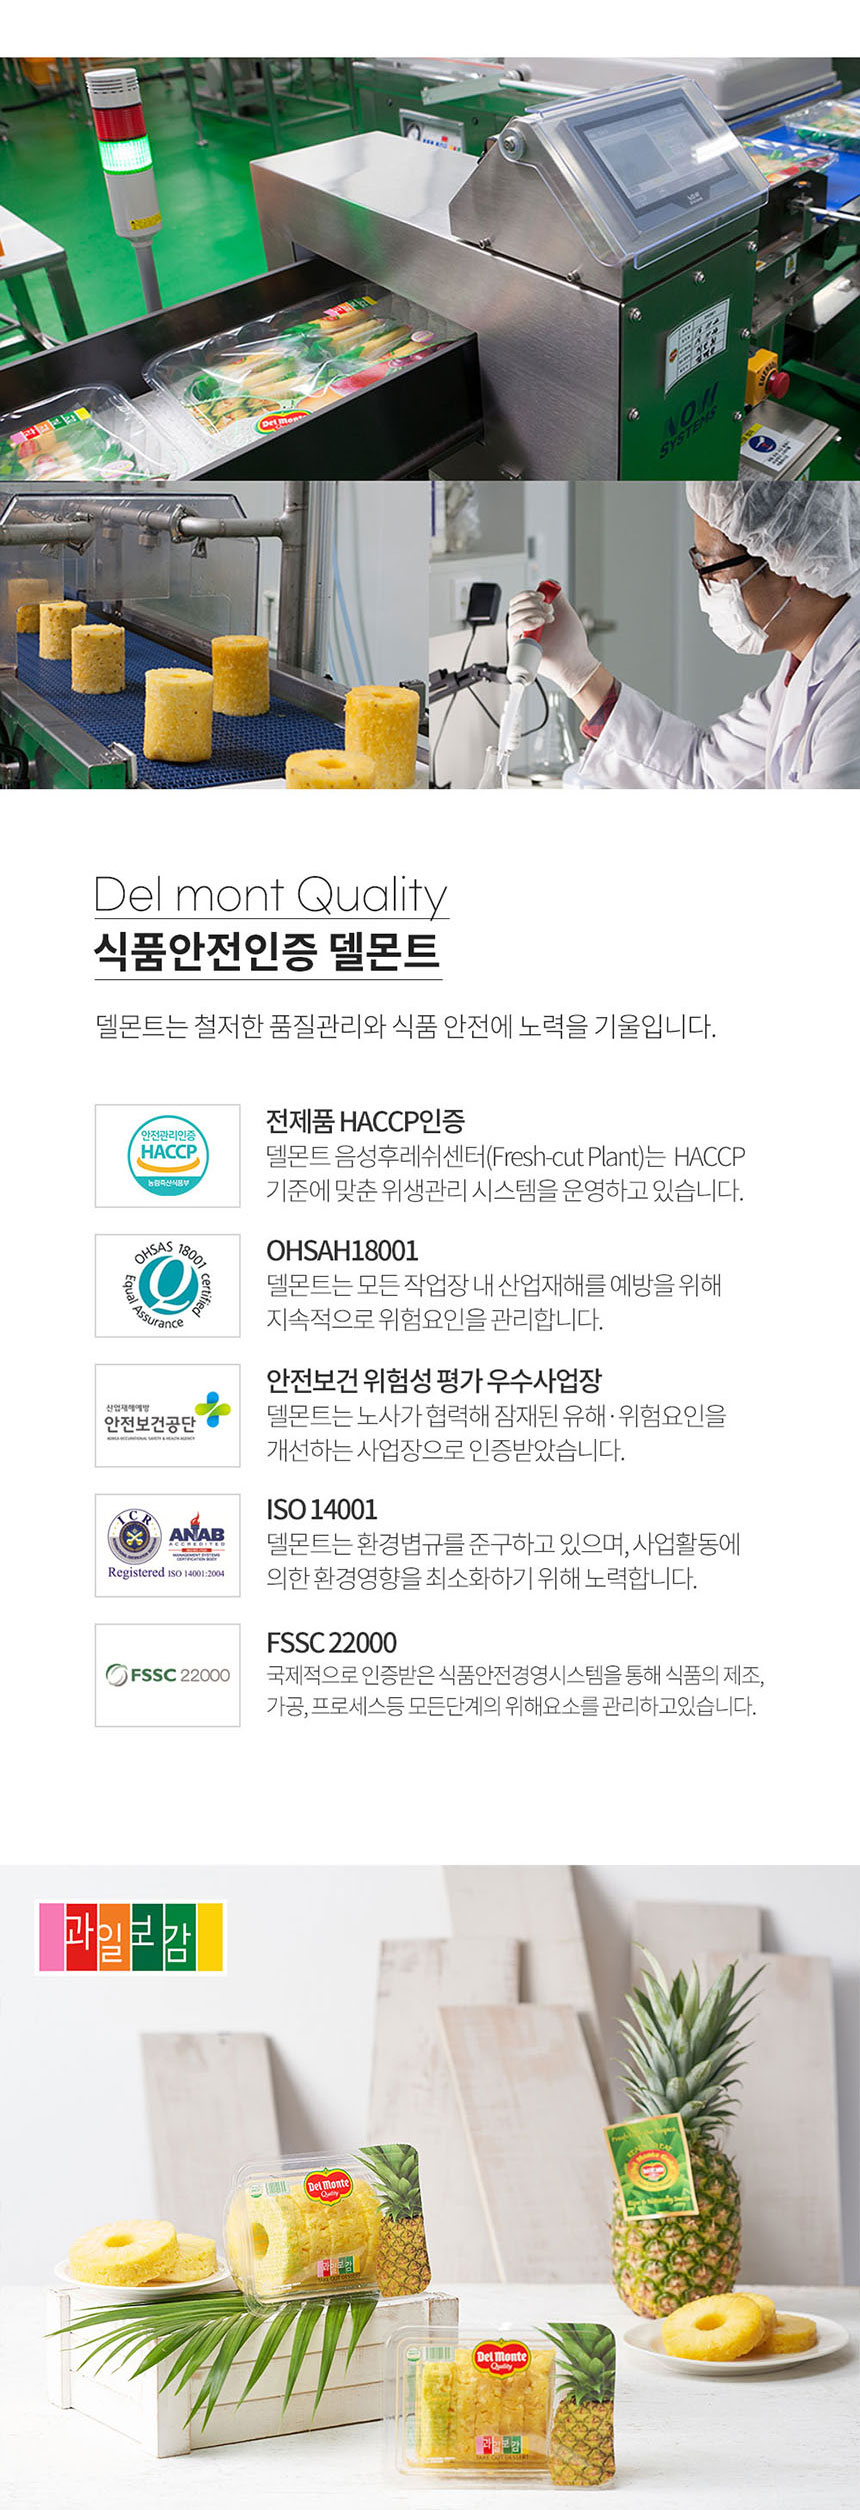 Del Monte
SYSTEMS
Del mont Quality
식품안전인증 델몬트
델몬트는 철저한 품질관리와 식품 안전에 노력을 기울입니다.
안전관리인증
HACCP
농림축산식품부
전제품 HACCP인증
델몬트 음성후레쉬센터(Fresh-cut Plant)는 HACCP
기준에 맞춘 위생관리 시스템을 운영하고 있습니다.
OHSAS 18001 certified
Equal Assurance
OHSAH18001
델몬트는 모든 작업장 내 산업재해를 예방을 위해
지속적으로 위험요인을 관리합니다.
산업재해예방
안전보건공단
KOREA OCCUPATIONAL SAFETY & HEALTH AGENCY
안전보건 위험성 평가 우수사업장
델몬트는 노사가 협력해 잠재된 유해·위험요인을
개선하는 사업장으로 인증받았습니다.
ICR
ANAB
ACCREDITED
MANAGEMENT SYSTEMS
CERTIFICATION BODY
Registered ISO 14001:2004
ISO 14001
델몬트는 환경법규를 준구하고 있으며, 사업활동에
의한 환경영향을 최소화하기 위해 노력합니다.
FSSC 22000
FSSC 22000
국제적으로 인증받은 식품안전경영시스템을 통해 식품의 제조,
가공, 프로세스등 모든단계의 위해요소를 관리하고있습니다.
과일보감
Del Monte
Quality
과일보감
TAKE OUT DESSERT
Del Monte
Quality
과일보감
TAKE OUT DESSERT